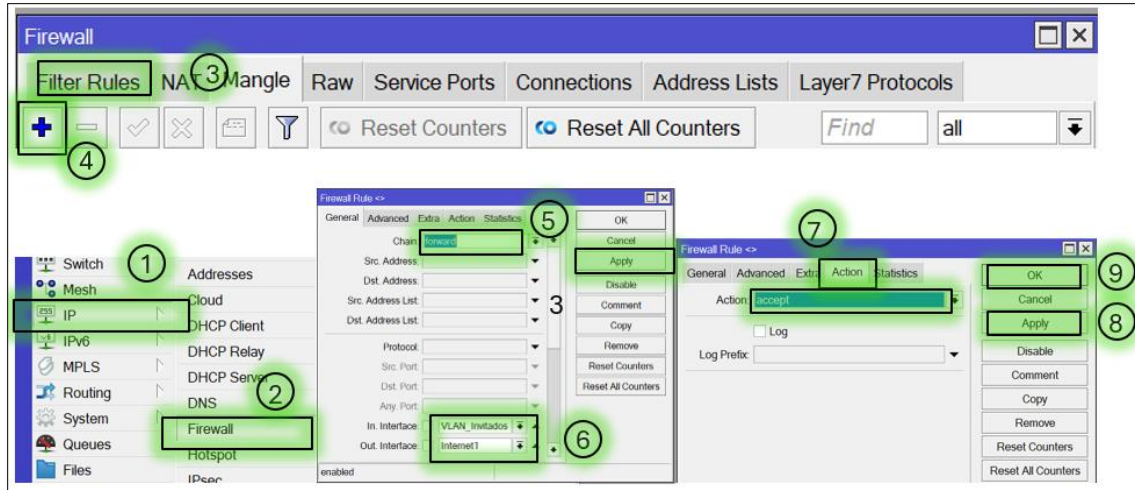 Firewall
Filter Rules NAT 3 Mangle Raw Service Ports Connections Address Lists Layer7 Protocols
Reset Counters Reset All Counters Find all
4
1
Switch
Mesh
255 IP
v6 IPv6
MPLS
Routing
System
Queues
Files
Addresses
Cloud
DHCP Client
DHCP Relay
DHCP Server
2
DNS
Firewall
Hotspot
IPsec
Firewall Rule <>
General Advanced Extra Action Statistics 5
Chain: forward
Src. Address:
Dst. Address:
Src. Address List:
Dst. Address List:
3
Protocol:
Src. Port:
Dst. Port:
Any. Port:
In. Interface: VLAN_Invitados
Out. Interface: Internet1
6
enabled
OK
Cancel
Apply
Disable
Comment
Copy
Remove
Reset Counters
Reset All Counters
7
Firewall Rule <>
General Advanced Extra Action Statistics
Action: accept
Log
Log Prefix:
OK 9
Cancel
Apply 8
Disable
Comment
Copy
Remove
Reset Counters
Reset All Counters